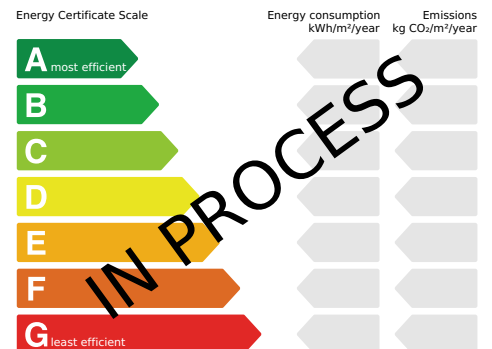 Energy Certificate Scale
Energy consumption
kWh/m²/year
Emissions
kg CO₂/m²/year
A most efficient
B
C
D
E
F
G least efficient
IN PROCESS